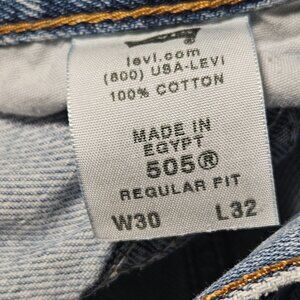 levi.com
(800) USA-LEVI
100% COTTON
MADE IN
EGYPT
505®
REGULAR FIT
W30 L32